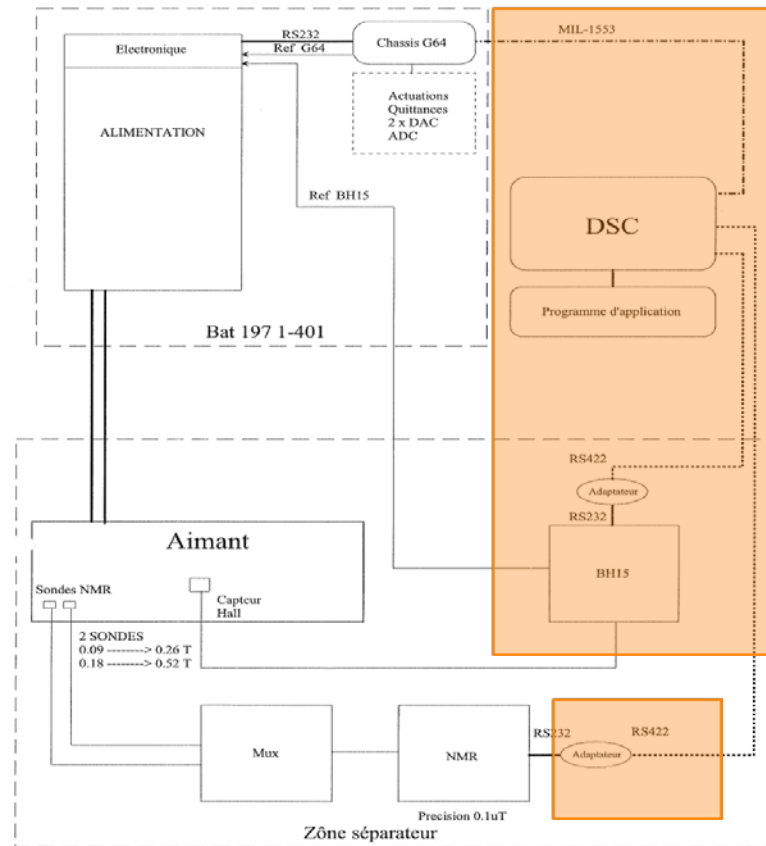 RS232
Ref G64
Chassis G64
MIL-1553
Electronique
ALIMENTATION
Actuations
Quittances
2 x DAC
ADC
Ref BH15
DSC
Programme d'application
Bat 197 1-401
RS422
Adaptateur
RS232
BH15
Aimant
Sondes NMR
Capteur
Hall
2 SONDES
0.09 --------> 0.26 T
0.18 --------> 0.52 T
Mux
NMR
RS232
Adaptateur
RS422
Precision 0.1uT
Zône séparateur